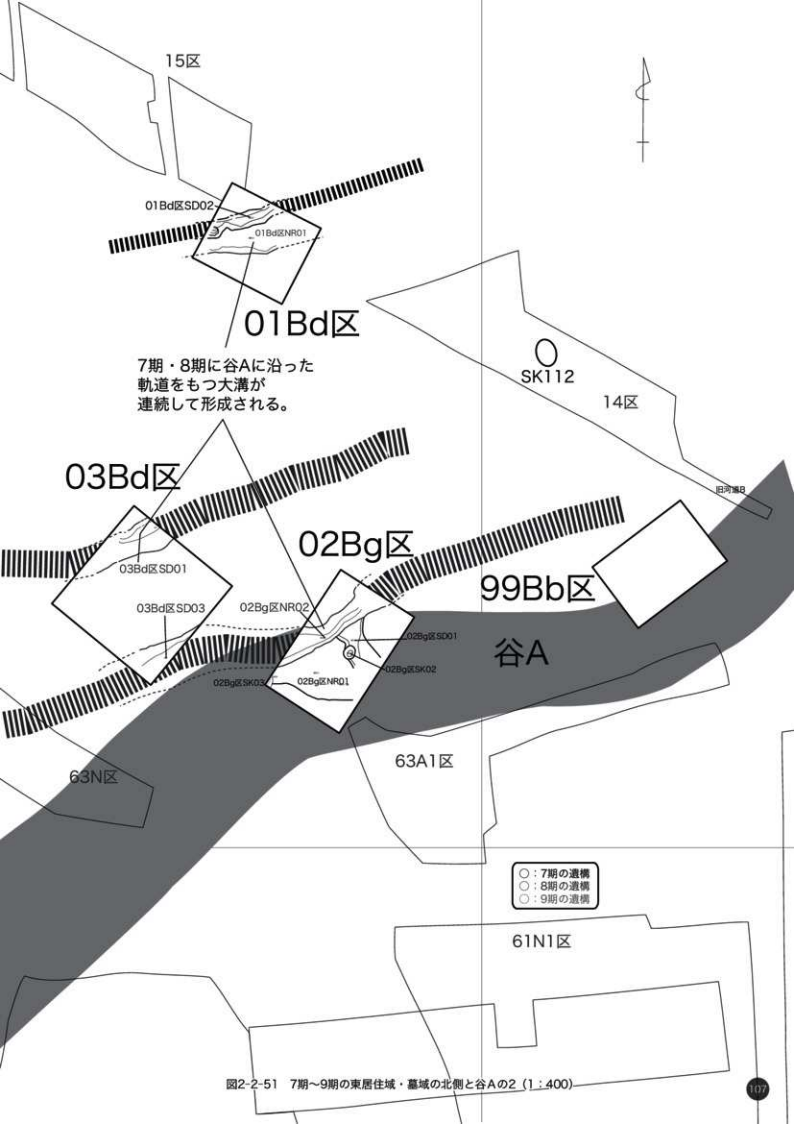 15区
01Bd区SD02
01Bd区NR01
01Bd区
7期・8期に谷Aに沿った
軌道をもつ大溝が
連続して形成される。
SK112
14区
旧河道B
03Bd区
02Bg区
99Bb区
03Bd区SD01
03Bd区SD03
02Bg区NR02
02Bg区SD01
谷A
02Bg区SK02
02Bg区SK03
02Bg区NR01
63N区
63A1区
〇：7期の遺構
〇：8期の遺構
〇：9期の遺構
61N1区
図2-2-51　7期～9期の東居住域・墓域の北側と谷Aの2（1：400）
107